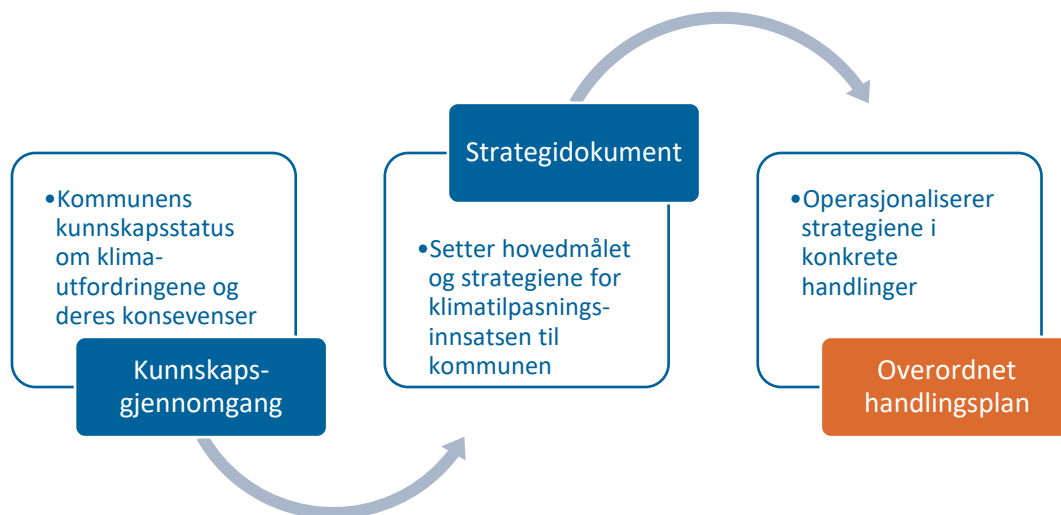 •Kommunens
kunnskapsstatus
om klima-
utfordringene og
deres konsevenser
Kunnskaps-
gjennomgang
Strategidokument
•Setter hovedmålet
og strategiene for
klimatilpasnings-
innsatsen til
kommunen
•Operasjonaliserer
strategiene i
konkrete
handlinger
Overordnet
handlingsplan